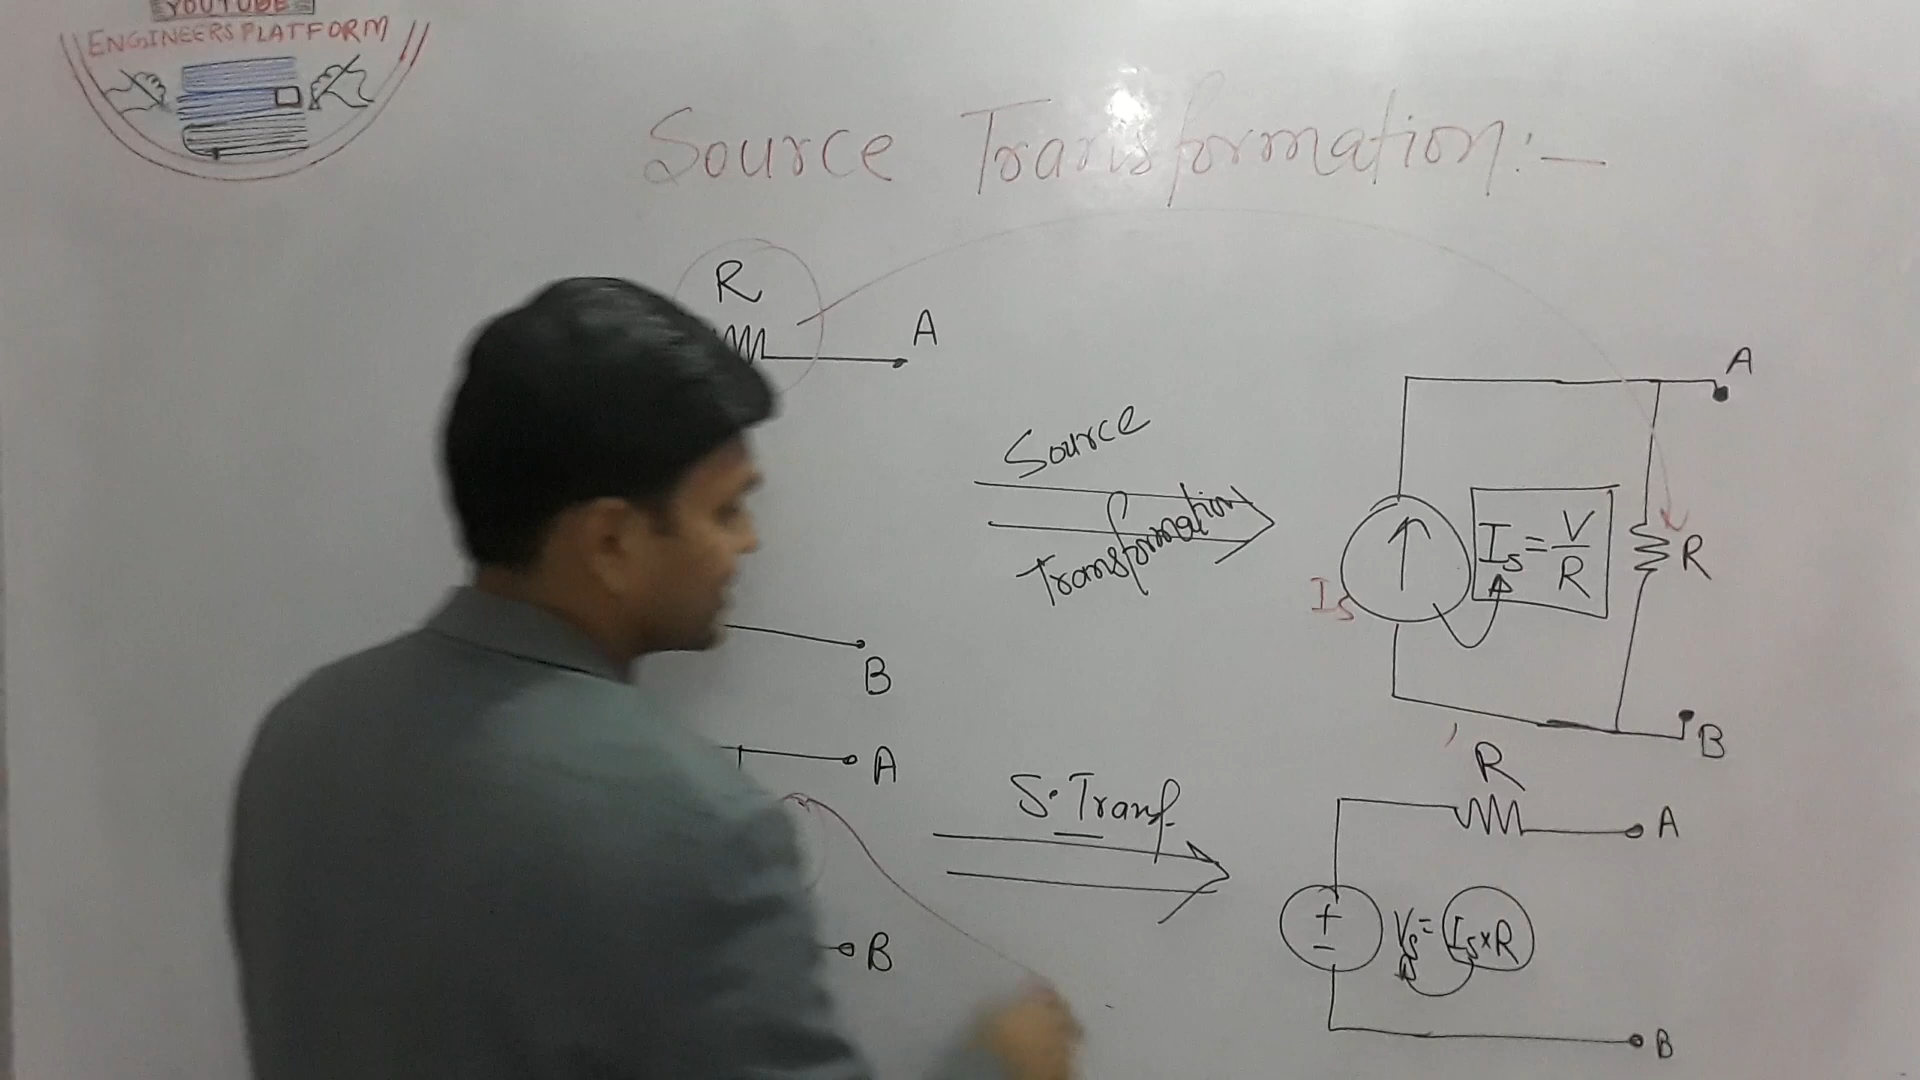 YOUTUBE
ENGINEERS PLATFORM
Source Transformation:-
R
A
Source
Transformation
B
A
Is
Is = V/R
R
B
A
S. Tranf.
B
R
A
+
-
Vs = Is×R
B